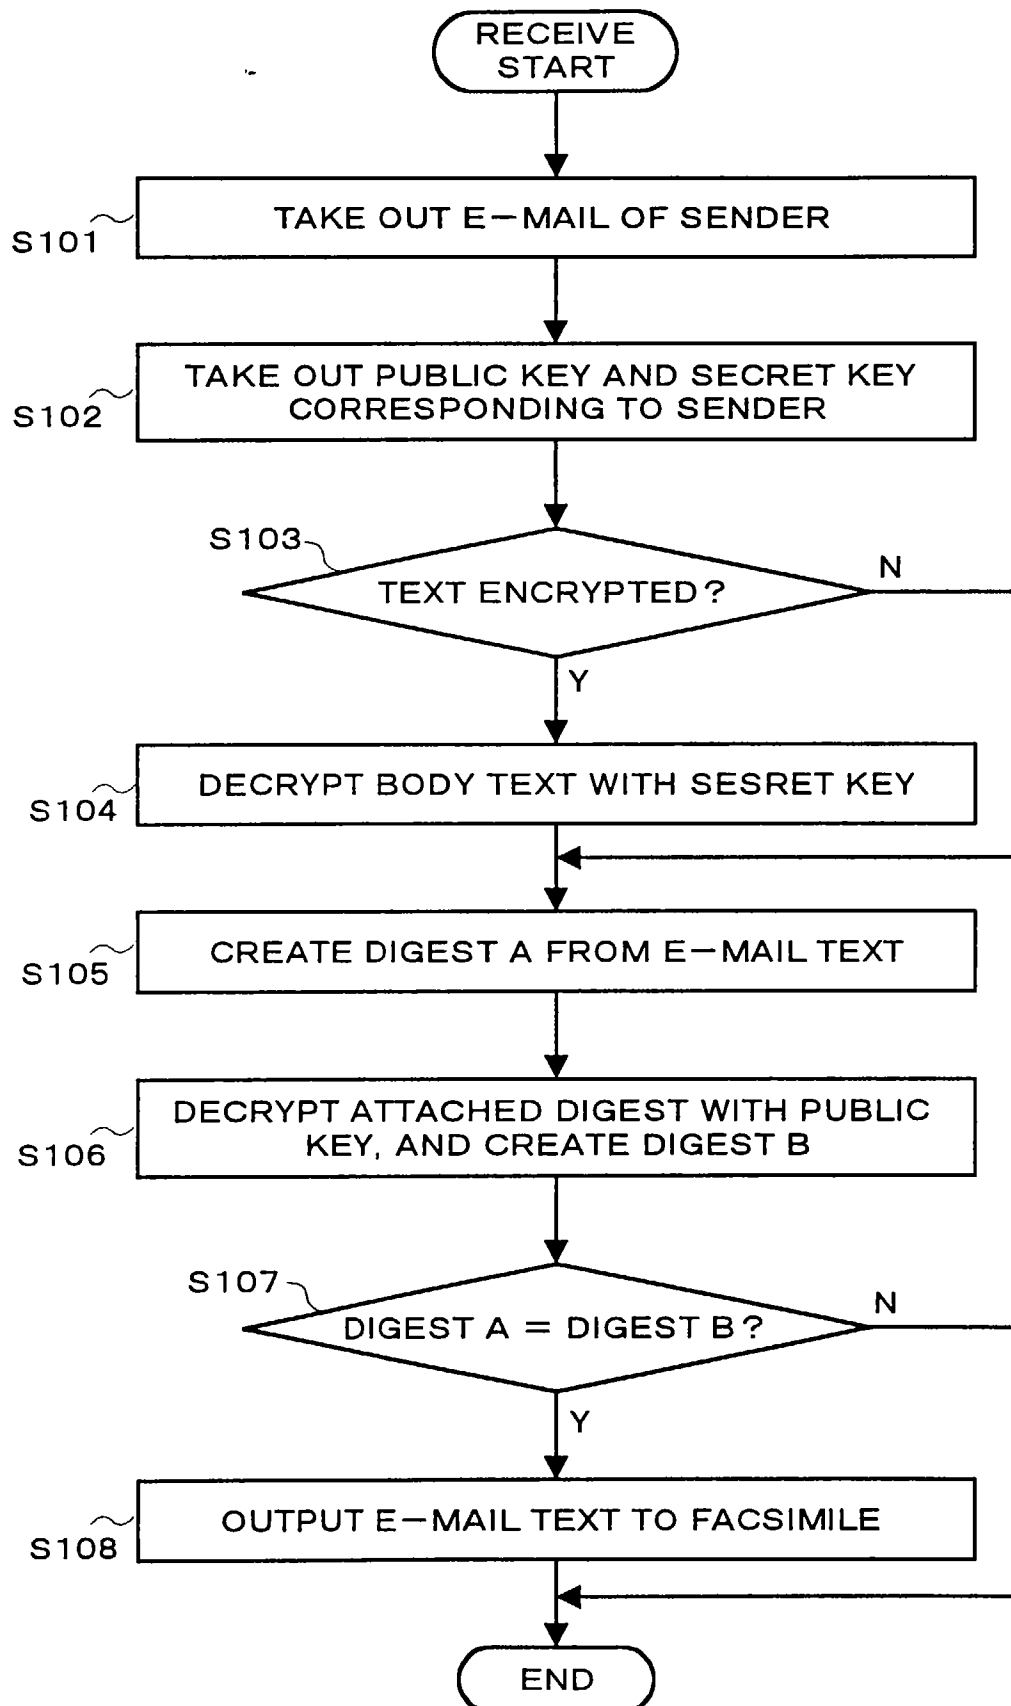 RECEIVE
START
S101
TAKE OUT E-MAIL OF SENDER
S102
TAKE OUT PUBLIC KEY AND SECRET KEY
CORRESPONDING TO SENDER
S103
TEXT ENCRYPTED?
N
Y
S104
DECRYPT BODY TEXT WITH SESRET KEY
S105
CREATE DIGEST A FROM E-MAIL TEXT
S106
DECRYPT ATTACHED DIGEST WITH PUBLIC
KEY, AND CREATE DIGEST B
S107
DIGEST A = DIGEST B?
N
Y
S108
OUTPUT E-MAIL TEXT TO FACSIMILE
END